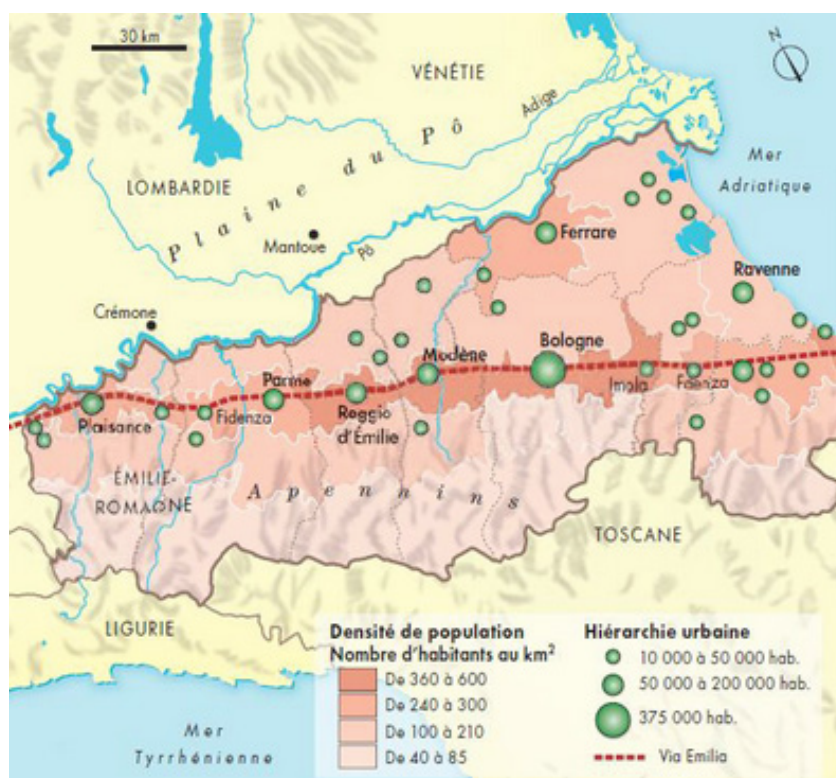 30 km
N
VÉNÉTIE
Adige
Plaine du Pô
Mer
Adriatique
LOMBARDIE
Mantoue
Pô
Ferrare
Ravenne
Crémone
Bologne
Modène
Imola
Faenza
Parme
Plaisance
Fidenza
Reggio
d'Émilie
ÉMILIE-
ROMAGNE
Apennins
TOSCANE
LIGURIE
Mer
Tyrrhénienne
Densité de population
Nombre d'habitants au km²
De 360 à 600
De 240 à 300
De 100 à 210
De 40 à 85
Hiérarchie urbaine
10 000 à 50 000 hab.
50 000 à 200 000 hab.
375 000 hab.
Via Emilia